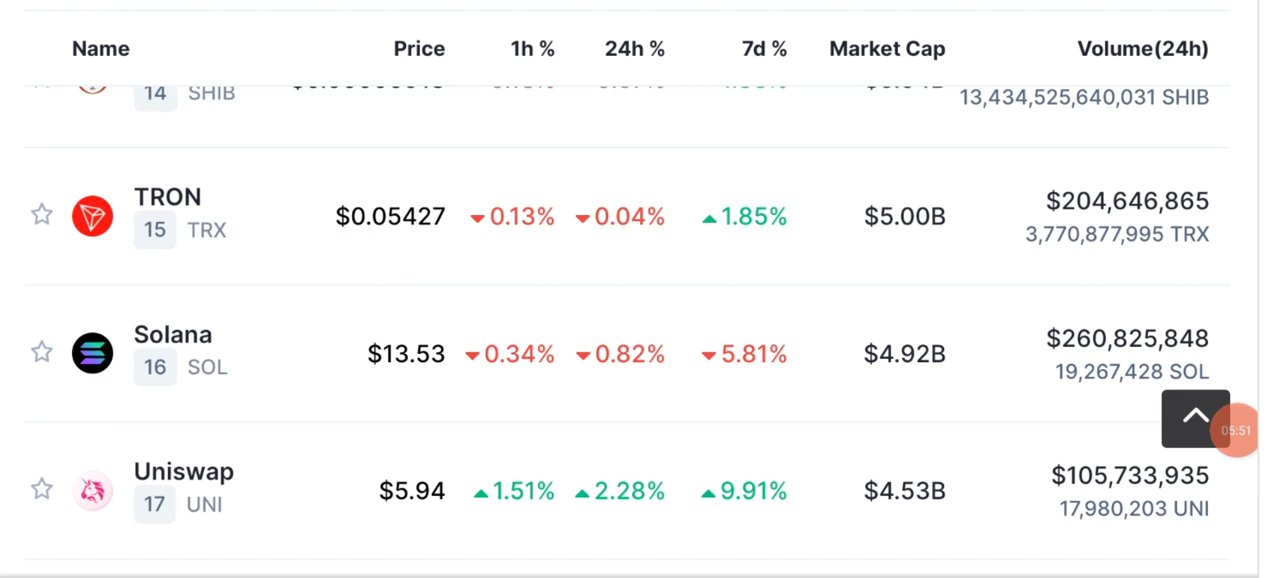 Name Price 1h % 24h % 7d % Market Cap Volume(24h)
14 SHIB 13,434,525,640,031 SHIB
TRON
15 TRX $0.05427 0.13% 0.04% 1.85% $5.00B $204,646,865
3,770,877,995 TRX
Solana
16 SOL $13.53 0.34% 0.82% 5.81% $4.92B $260,825,848
19,267,428 SOL
05:51
Uniswap
17 UNI $5.94 1.51% 2.28% 9.91% $4.53B $105,733,935
17,980,203 UNI